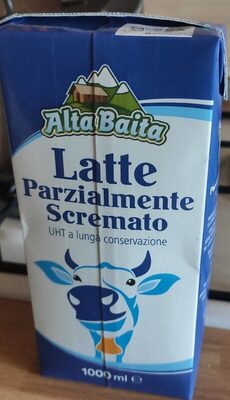 Alta Baita
Latte
Parzialmente
Scremato
UHT a lunga conservazione
1000 ml e